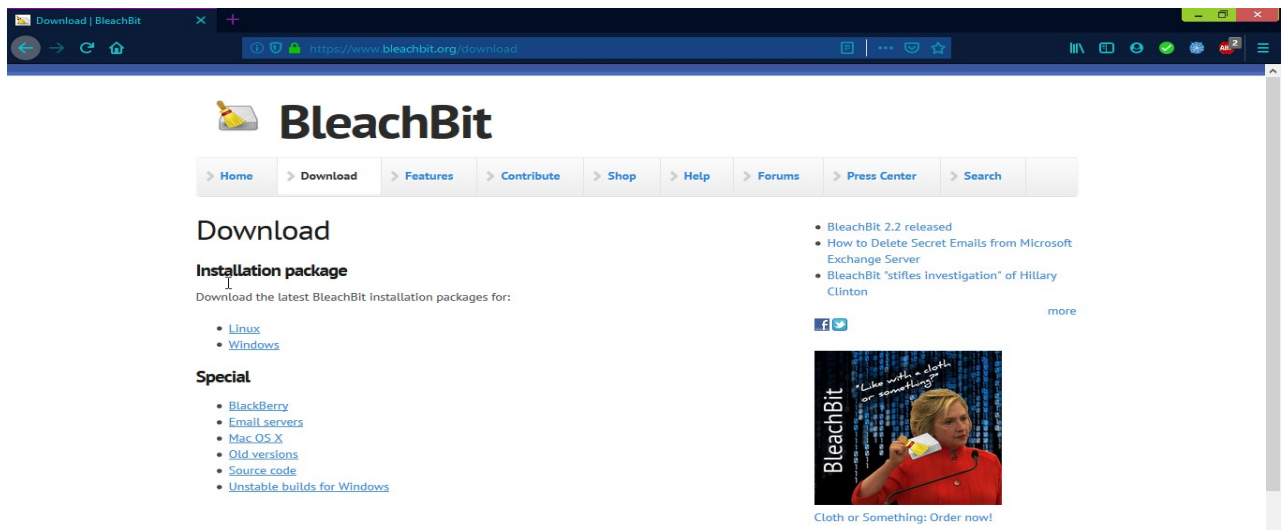 Download | BleachBit
https://www.bleachbit.org/download
ABP
2
BleachBit
Home
Download
Features
Contribute
Shop
Help
Forums
Press Center
Search
Download
Installation package
Download the latest BleachBit installation packages for:
Linux
Windows
Special
BlackBerry
Email servers
Mac OS X
Old versions
Source code
Unstable builds for Windows
BleachBit 2.2 released
How to Delete Secret Emails from Microsoft
Exchange Server
BleachBit "stifles investigation" of Hillary
Clinton
more
f
"Like with a cloth
or something?"
BleachBit
Cloth or Something: Order now!